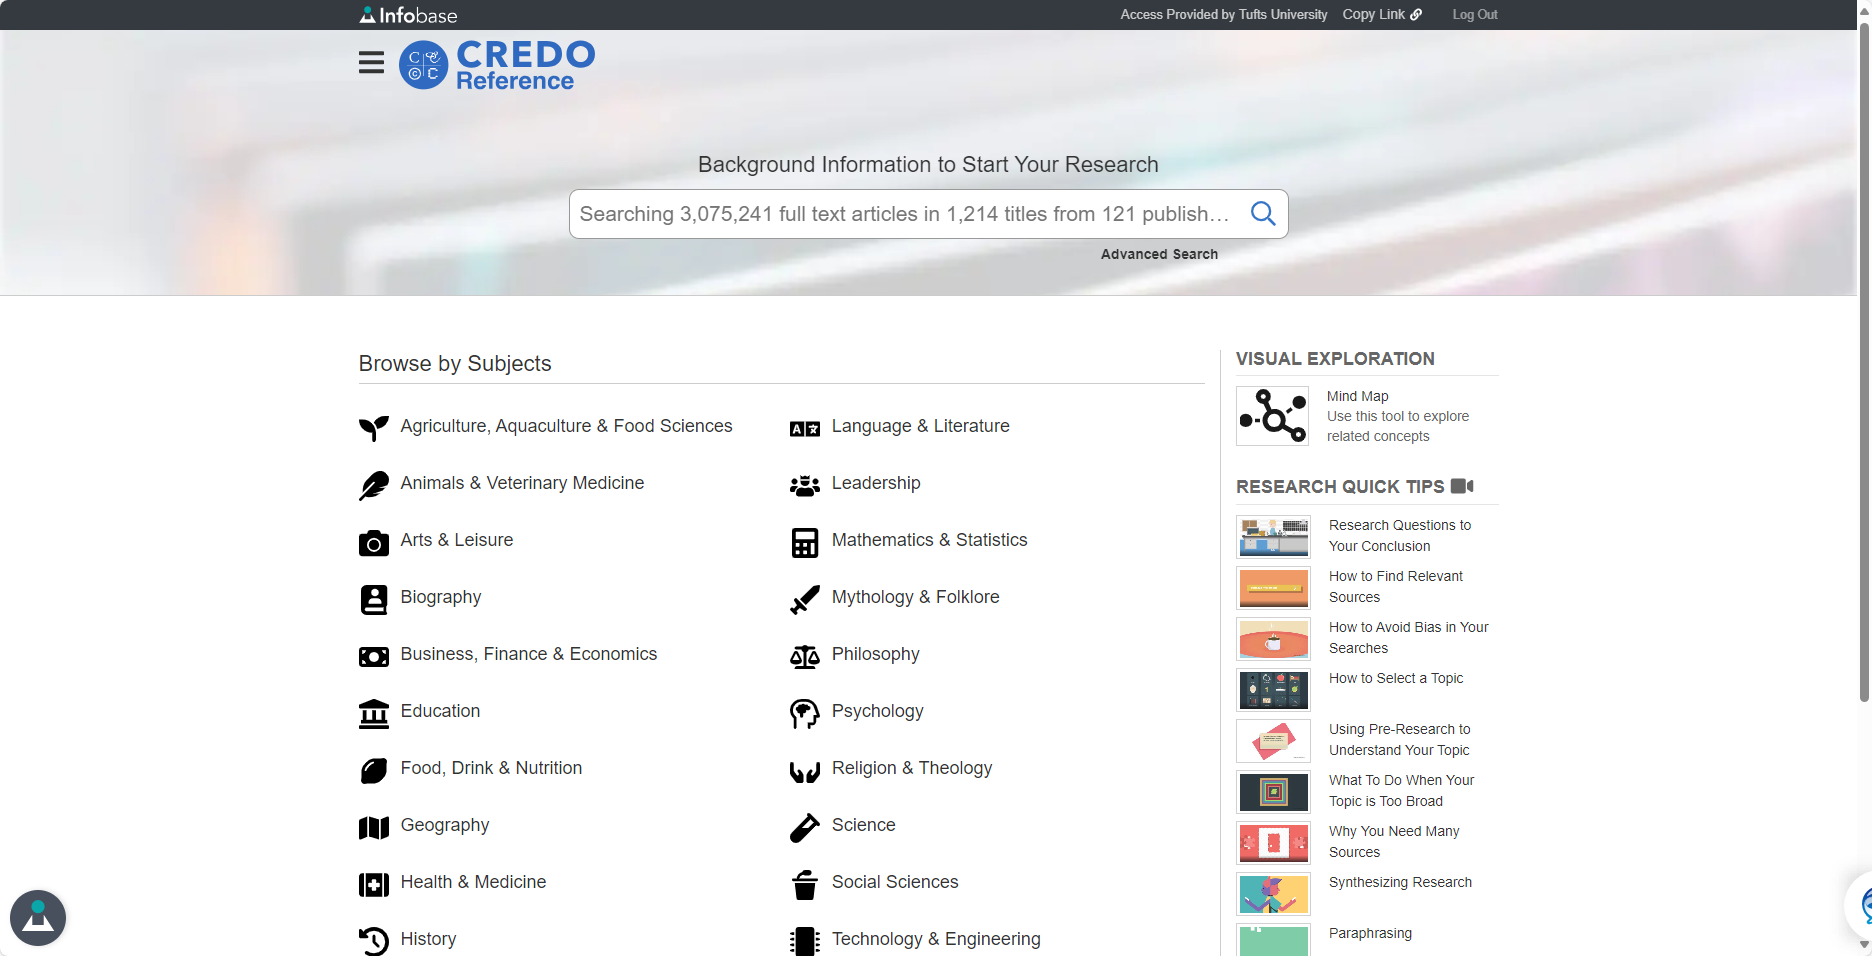 Infobase
Access Provided by Tufts University
Copy Link
Log Out
CREDO
Reference
Background Information to Start Your Research
Searching 3,075,241 full text articles in 1,214 titles from 121 publish…
Advanced Search
Browse by Subjects
Agriculture, Aquaculture & Food Sciences
Animals & Veterinary Medicine
Arts & Leisure
Biography
Business, Finance & Economics
Education
Food, Drink & Nutrition
Geography
Health & Medicine
History
Language & Literature
Leadership
Mathematics & Statistics
Mythology & Folklore
Philosophy
Psychology
Religion & Theology
Science
Social Sciences
Technology & Engineering
VISUAL EXPLORATION
Mind Map
Use this tool to explore
related concepts
RESEARCH QUICK TIPS
Research Questions to
Your Conclusion
How to Find Relevant
Sources
How to Avoid Bias in Your
Searches
How to Select a Topic
Using Pre-Research to
Understand Your Topic
What To Do When Your
Topic is Too Broad
Why You Need Many
Sources
Synthesizing Research
Paraphrasing